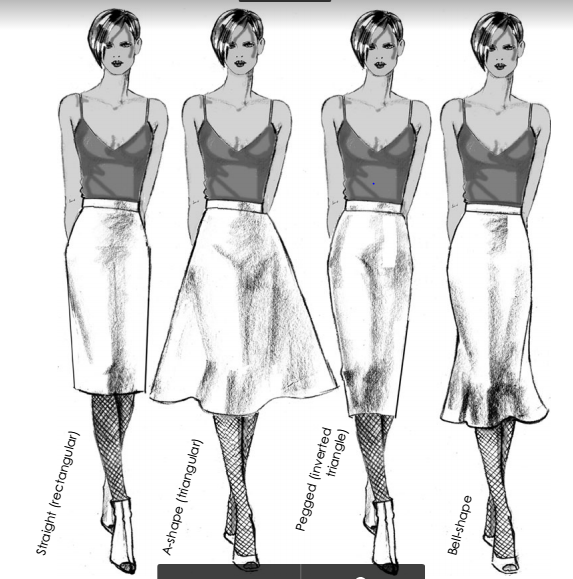 Straight (rectangular)
A-shape (triangular)
Pegged (inverted
triangle)
Bell-shape